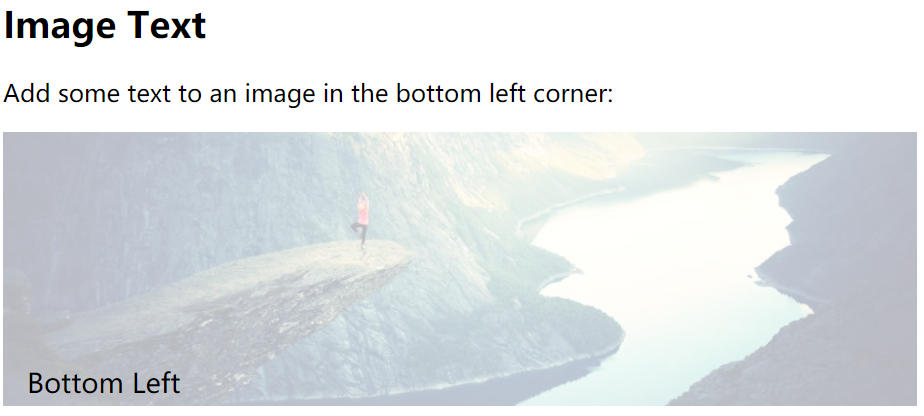 Image Text
Add some text to an image in the bottom left corner:
Bottom Left